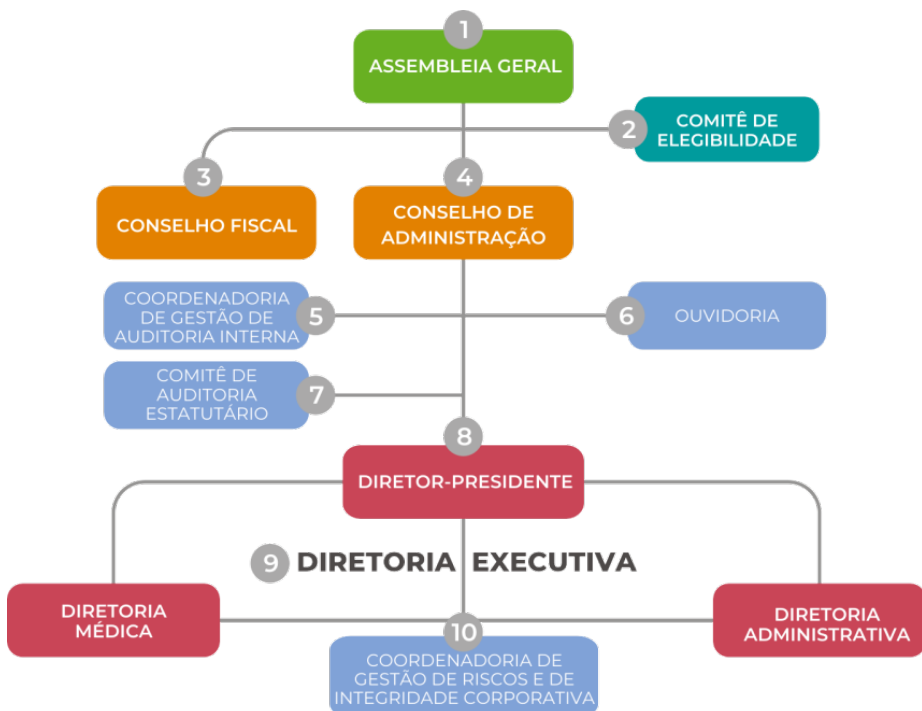 1
ASSEMBLEIA GERAL
2
COMITÊ DE
ELEGIBILIDADE
3
CONSELHO FISCAL
4
CONSELHO DE
ADMINISTRAÇÃO
COORDENADORIA
DE GESTÃO DE
AUDITORIA INTERNA
5
6
OUVIDORIA
COMITÊ DE
AUDITORIA
ESTATUTÁRIO
7
8
DIRETOR-PRESIDENTE
9 DIRETORIA EXECUTIVA
DIRETORIA
MÉDICA
DIRETORIA
ADMINISTRATIVA
10
COORDENADORIA DE
GESTÃO DE RISCOS E DE
INTEGRIDADE CORPORATIVA